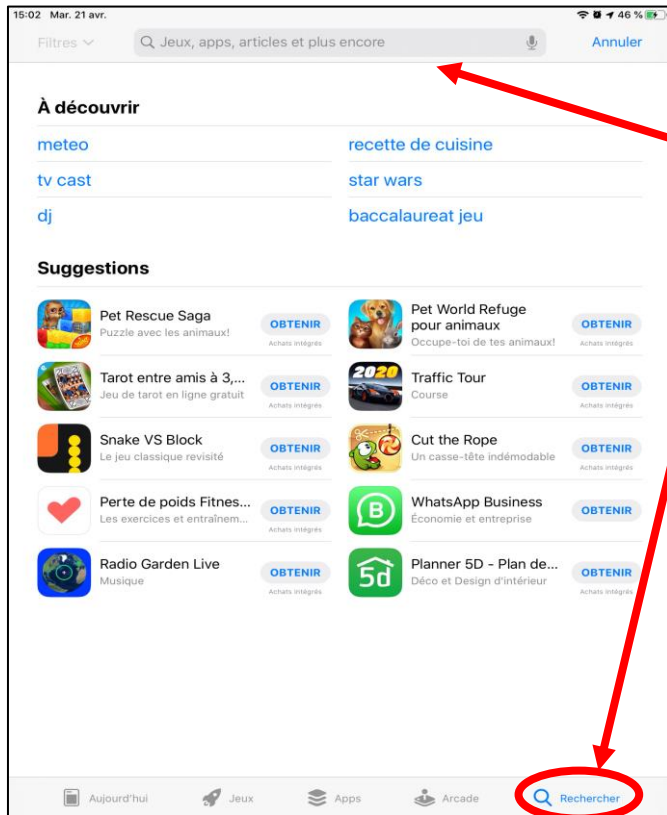 15:02 Mar. 21 avr.
46 %
Filtres
Jeux, apps, articles et plus encore
Annuler
À découvrir
meteo
recette de cuisine
tv cast
star wars
dj
baccalaureat jeu
Suggestions
Pet Rescue Saga
Puzzle avec les animaux!
OBTENIR
Achats intégrés
Pet World Refuge
pour animaux
Occupe-toi de tes animaux!
OBTENIR
Achats intégrés
Tarot entre amis à 3,...
Jeu de tarot en ligne gratuit
OBTENIR
Achats intégrés
2020
Traffic Tour
Course
OBTENIR
Achats intégrés
Snake VS Block
Le jeu classique revisité
OBTENIR
Achats intégrés
Cut the Rope
Un casse-tête indémodable
OBTENIR
Achats intégrés
Perte de poids Fitnes...
Les exercices et entraînem...
OBTENIR
Achats intégrés
B
WhatsApp Business
Économie et entreprise
OBTENIR
Radio Garden Live
Musique
OBTENIR
Achats intégrés
5d
Planner 5D - Plan de...
Déco et Design d'intérieur
OBTENIR
Achats intégrés
Aujourd'hui
Jeux
Apps
Arcade
Rechercher